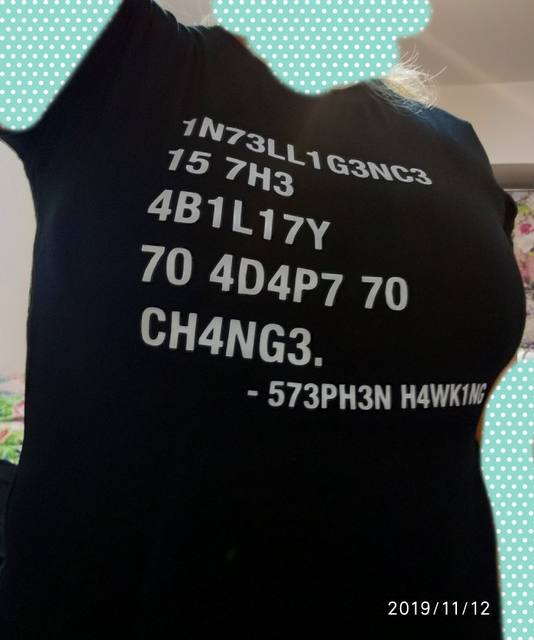 1N73LL1G3NC3
15 7H3
4B1L17Y
70 4D4P7 70
CH4NG3.
- 573PH3N H4WK1NG
2019/11/12